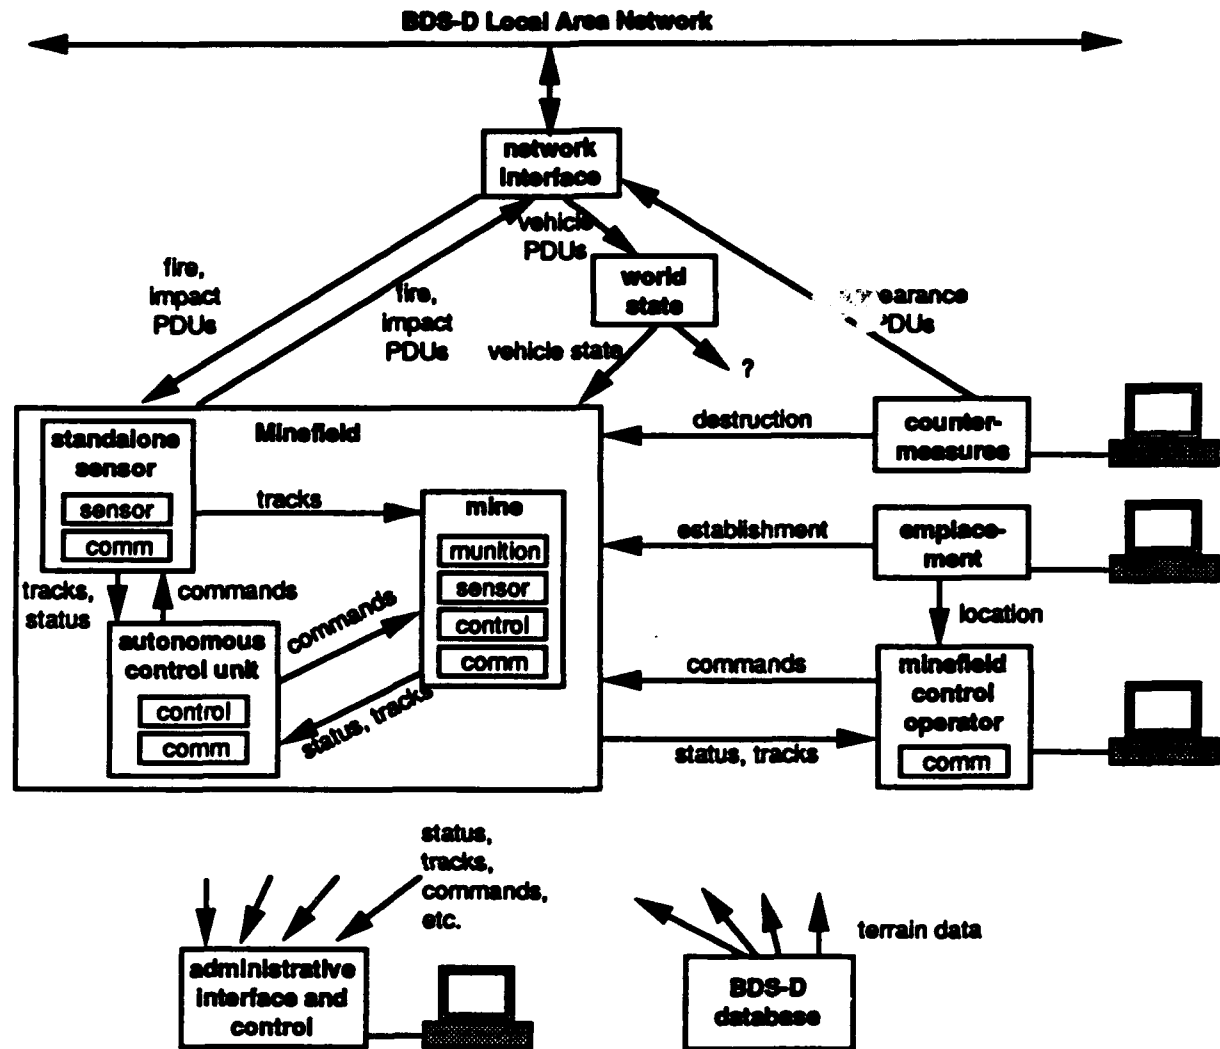 BDS-D Local Area Network
network
interface
vehicle
PDUs
world
state
fire,
impact
PDUs
fire,
impact
PDUs
vehicle state
?
Minefield
standalone
sensor
sensor
comm
tracks
mine
munition
sensor
control
comm
tracks,
status
commands
autonomous
control unit
control
comm
commands
status, tracks
destruction
counter-
measures
establishment
emplace-
ment
location
commands
minefield
control
operator
comm
status, tracks
status,
tracks,
commands,
etc.
administrative
interface and
control
terrain data
BDS-D
database